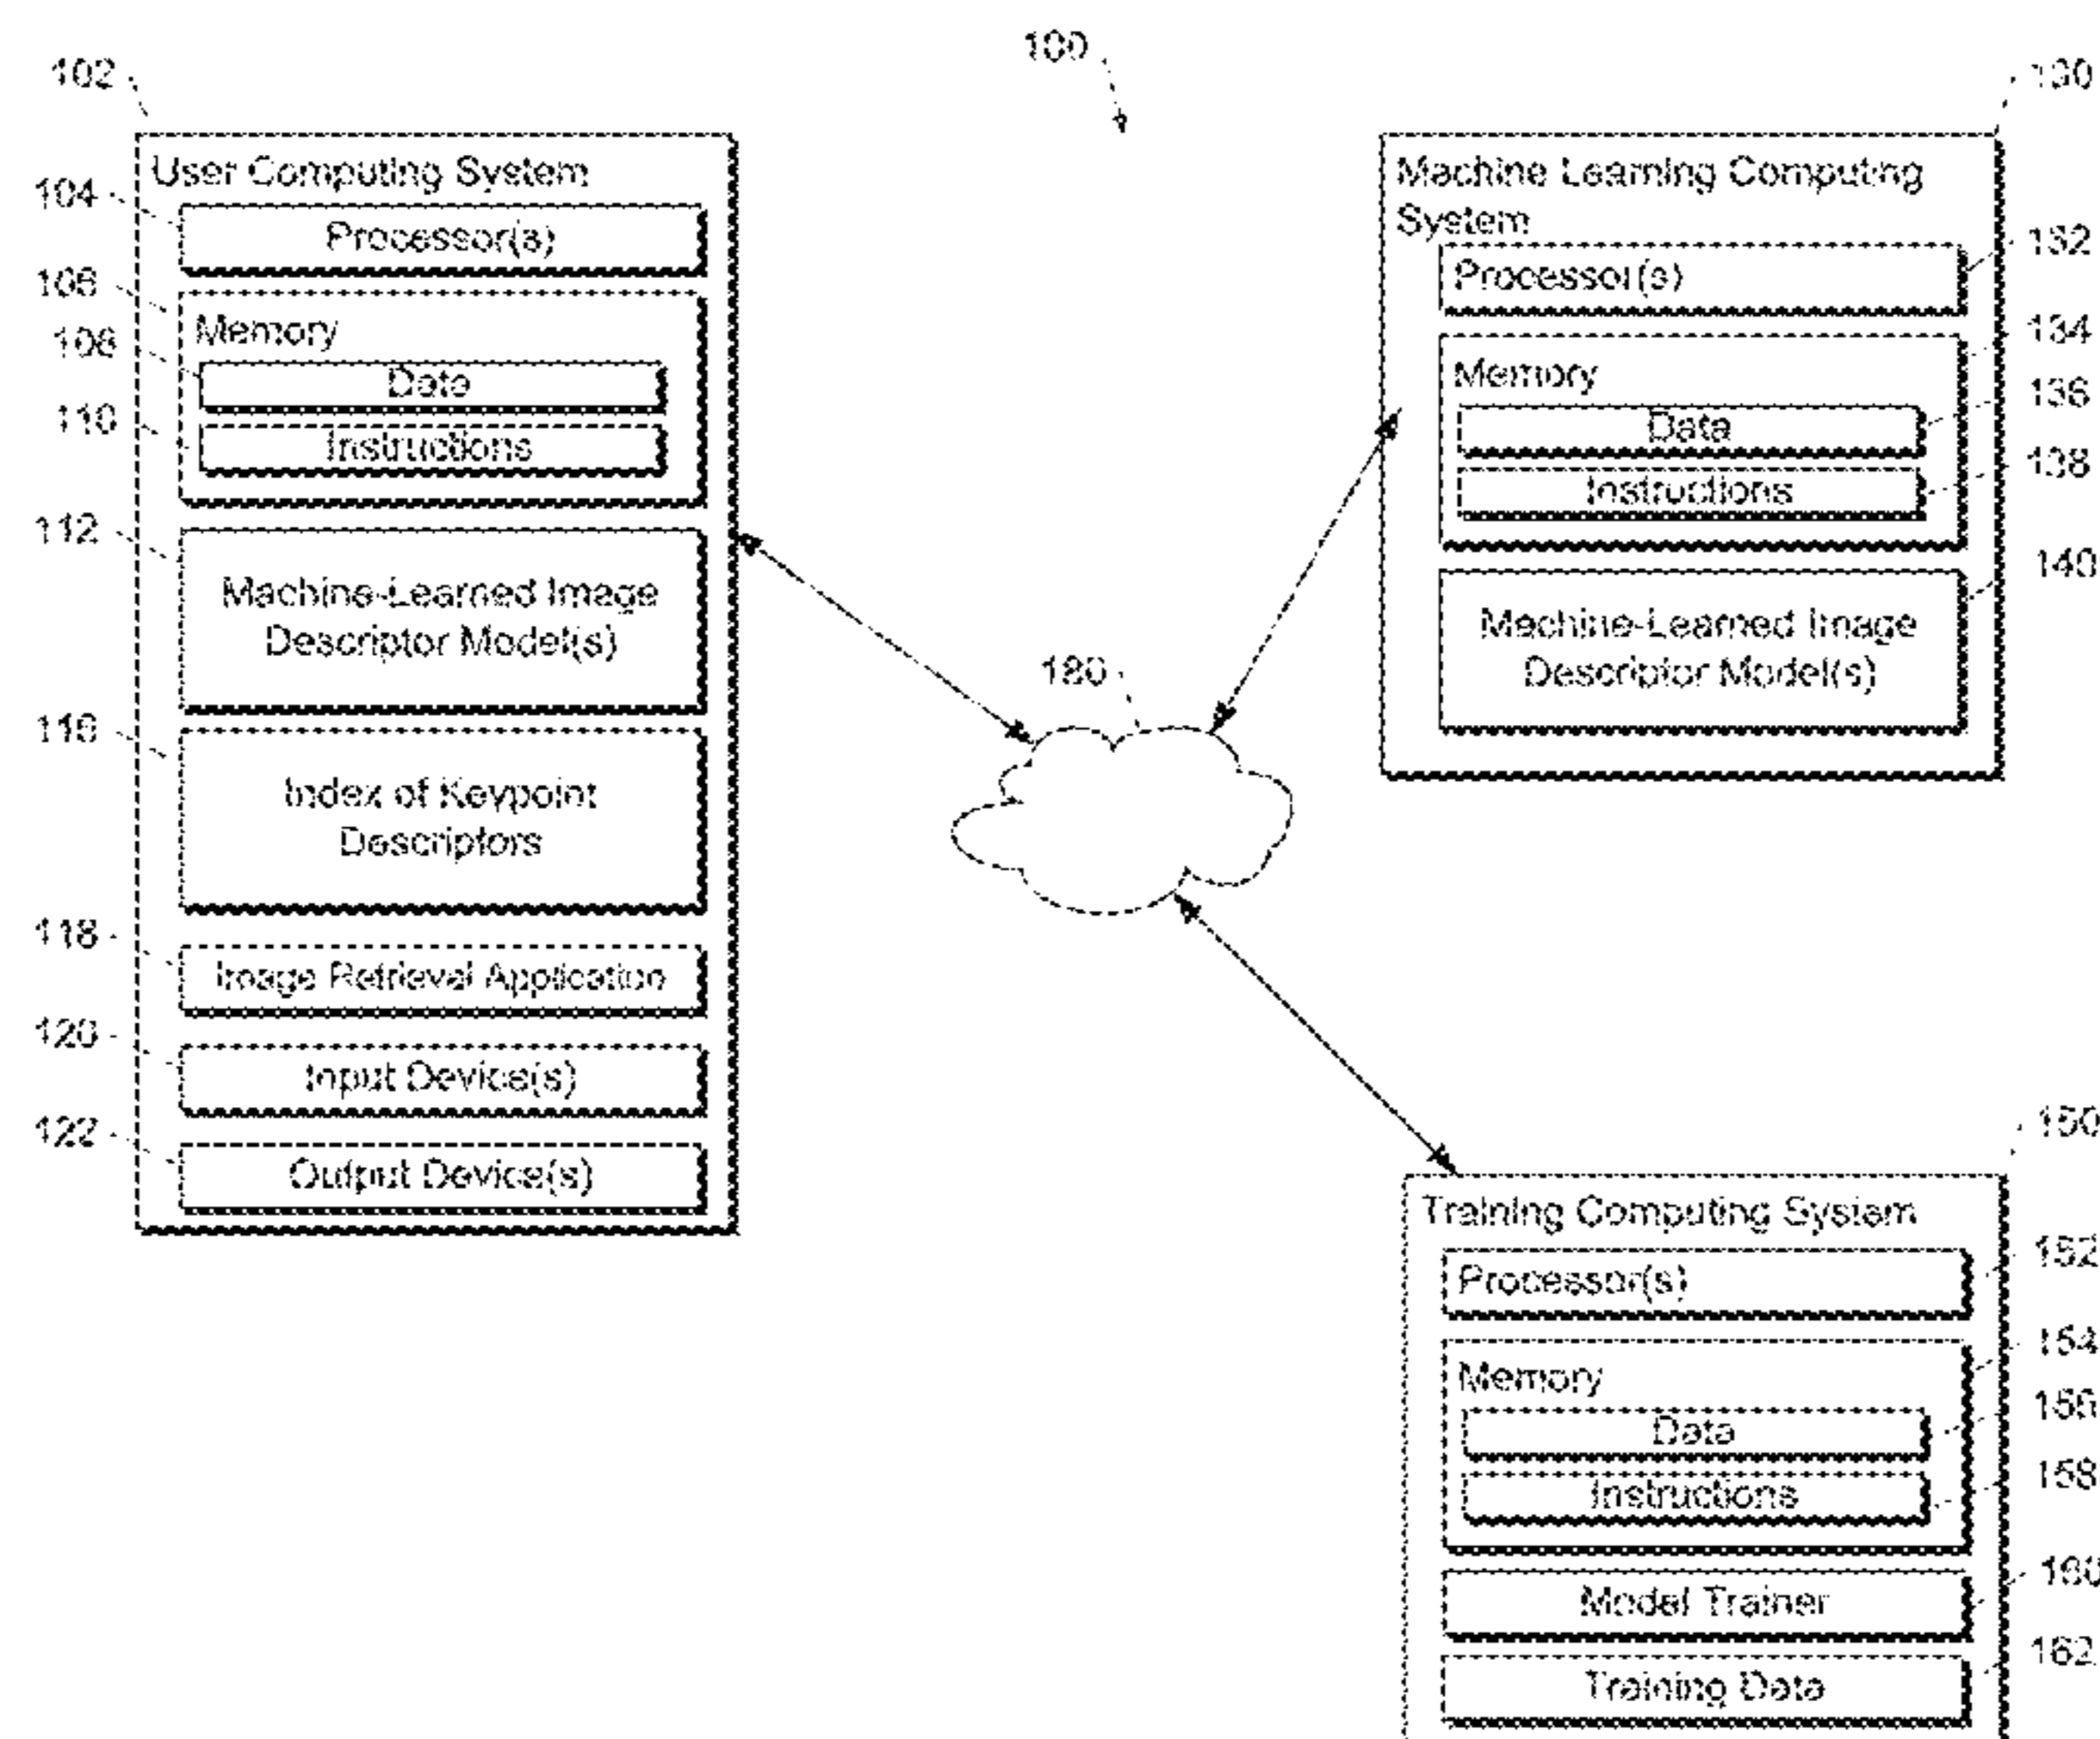 100
102
User Computing System
104
Processor(s)
106
Memory
108
Data
110
Instructions
112
Machine-Learned Image
Descriptor Model(s)
116
Index of Keypoint
Descriptors
118
Image Retrieval Application
120
Input Device(s)
122
Output Device(s)
180
130
Machine Learning Computing
System
132
Processor(s)
134
Memory
136
Data
138
Instructions
140
Machine-Learned Image
Descriptor Model(s)
150
Training Computing System
152
Processor(s)
154
Memory
156
Data
158
Instructions
160
Model Trainer
162
Training Data